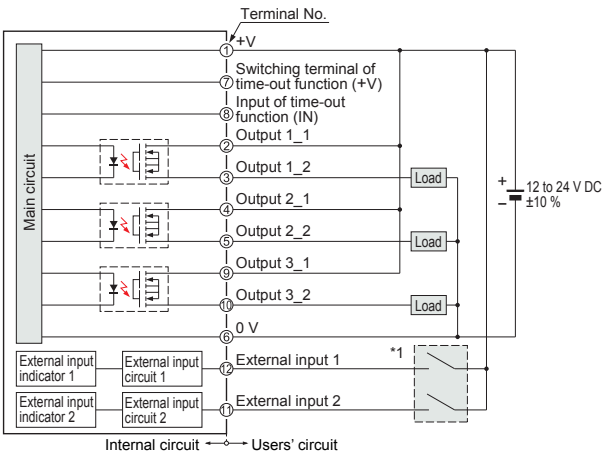 Terminal No.
① +V
⑦ Switching terminal of
time-out function (+V)
⑧ Input of time-out
function (IN)
② Output 1_1
③ Output 1_2
Load
④ Output 2_1
⑤ Output 2_2
Load
⑨ Output 3_1
⑩ Output 3_2
Load
⑥ 0 V
Main circuit
+
−
12 to 24 V DC
±10 %
External input
indicator 1
External input
circuit 1
⑫ External input 1
*1
External input
indicator 2
External input
circuit 2
⑪ External input 2
Internal circuit
Users' circuit